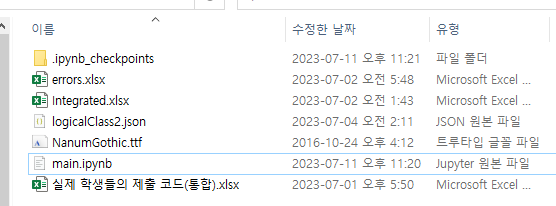 이름 수정한 날짜 유형
.ipynb_checkpoints 2023-07-11 오후 11:21 파일 폴더
errors.xlsx 2023-07-02 오전 5:48 Microsoft Excel ...
Integrated.xlsx 2023-07-02 오전 1:43 Microsoft Excel ...
logicalClass2.json 2023-07-04 오후 2:11 JSON 원본 파일
NanumGothic.ttf 2016-10-24 오후 4:12 트루타입 글꼴 파일
main.ipynb 2023-07-11 오후 11:20 Jupyter 원본 파일
실제 학생들의 제출 코드(통합).xlsx 2023-07-01 오후 5:50 Microsoft Excel ...